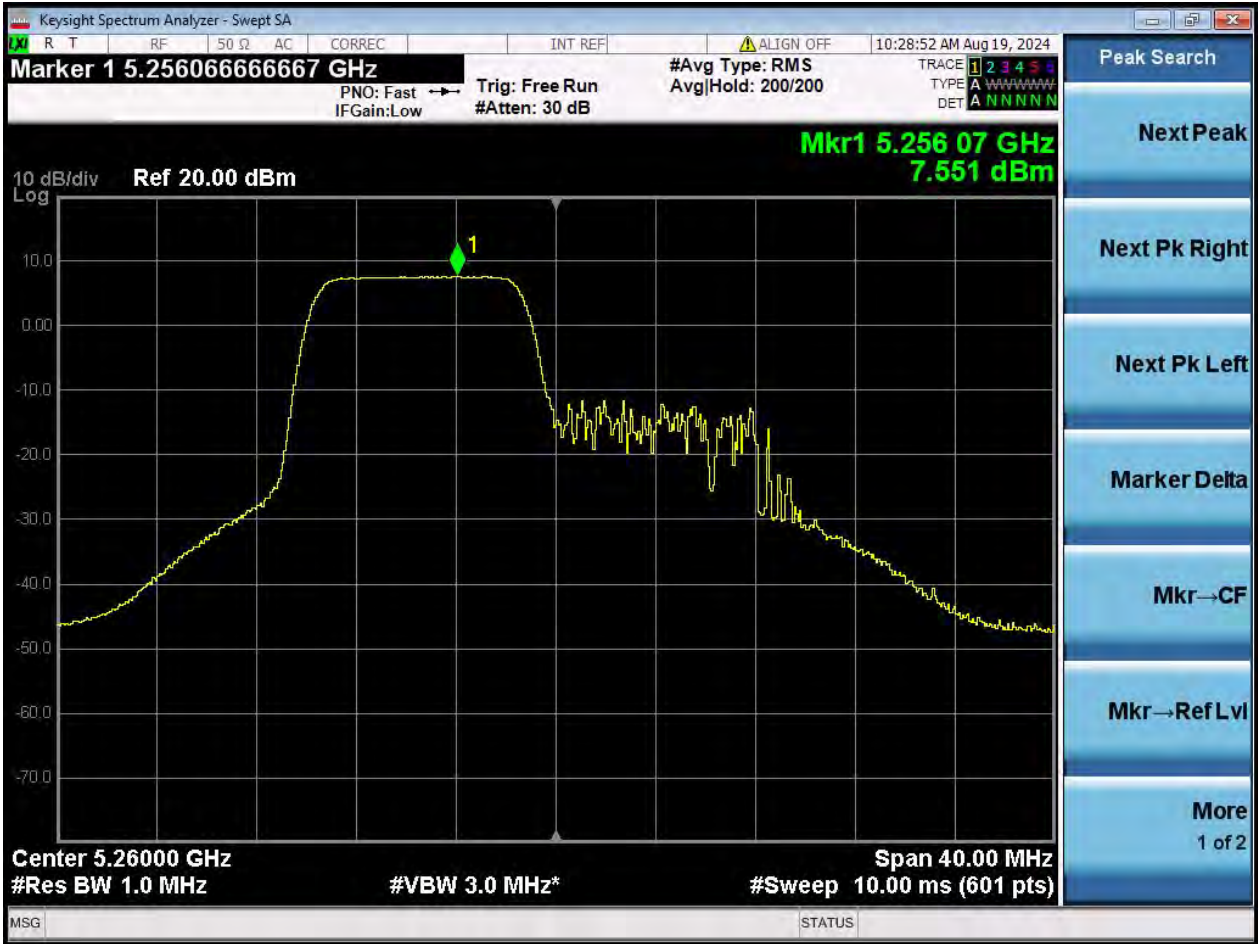 Keysight Spectrum Analyzer - Swept SA
LXI R T RF 50 Ω AC CORREC INT REF ALIGN OFF 10:28:52 AM Aug 19, 2024
Marker 1 5.256066666667 GHz
PNO: Fast Trig: Free Run #Avg Type: RMS TRACE 1 2 3 4 5 6
IFGain:Low #Atten: 30 dB Avg|Hold: 200/200 TYPE A WWWWW
DET A N N N N N
Peak Search
Next Peak
Next Pk Right
Next Pk Left
Marker Delta
Mkr→CF
Mkr→Ref Lvl
More
1 of 2
Mkr1 5.256 07 GHz
7.551 dBm
10 dB/div Ref 20.00 dBm
Log
1
10.0
0.00
-10.0
-20.0
-30.0
-40.0
-50.0
-60.0
-70.0
Center 5.26000 GHz Span 40.00 MHz
#Res BW 1.0 MHz #VBW 3.0 MHz* #Sweep 10.00 ms (601 pts)
MSG STATUS